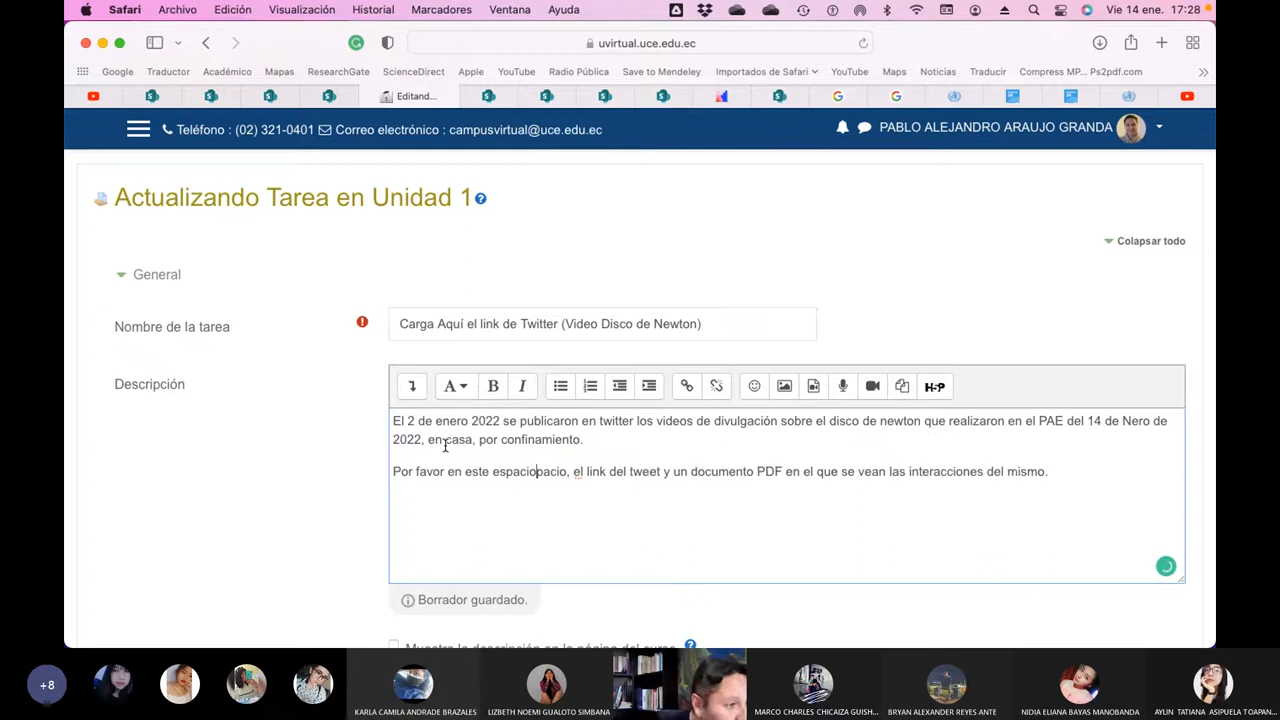 Safari Archivo Edición Visualización Historial Marcadores Ventana Ayuda Vie 14 ene. 17:28
uvirtual.uce.edu.ec
Google Traductor Académico Mapas ResearchGate ScienceDirect Apple YouTube Radio Pública Save to Mendeley Importados de Safari YouTube Maps Noticias Traducir Compress MP... Ps2pdf.com
Editand...
Teléfono : (02) 321-0401 Correo electrónico : campusvirtual@uce.edu.ec PABLO ALEJANDRO ARAUJO GRANDA
Actualizando Tarea en Unidad 1
Colapsar todo
General
Nombre de la tarea
Carga Aquí el link de Twitter (Video Disco de Newton)
Descripción
A B I H-P
El 2 de enero 2022 se publicaron en twitter los videos de divulgación sobre el disco de newton que realizaron en el PAE del 14 de Nero de
2022, en casa, por confinamiento.
Por favor en este espaciopacio, el link del tweet y un documento PDF en el que se vean las interacciones del mismo.
Borrador guardado.
Muestra la descripción en la página del curso
+8
KARLA CAMILA ANDRADE BRAZALES
LIZBETH NOEMI GUALOTO SIMBANA
MARCO CHARLES CHICAIZA GUISH...
BRYAN ALEXANDER REYES ANTE
NIDIA ELIANA BAYAS MANOBANDA
AYLIN TATIANA ASIPUELA TOAPAN...